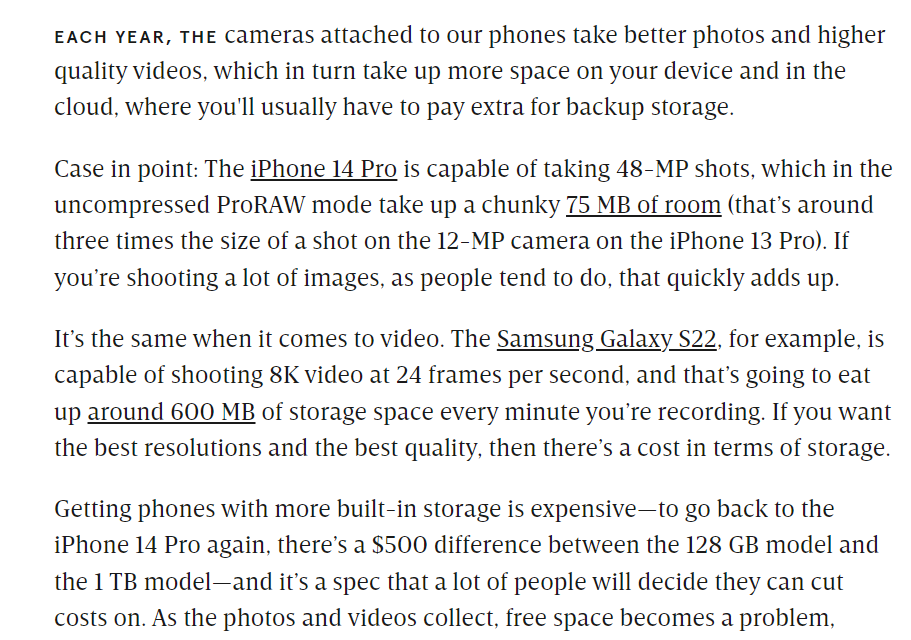 EACH YEAR, THE cameras attached to our phones take better photos and higher
quality videos, which in turn take up more space on your device and in the
cloud, where you'll usually have to pay extra for backup storage.
Case in point: The iPhone 14 Pro is capable of taking 48-MP shots, which in the
uncompressed ProRAW mode take up a chunky 75 MB of room (that’s around
three times the size of a shot on the 12-MP camera on the iPhone 13 Pro). If
you’re shooting a lot of images, as people tend to do, that quickly adds up.
It’s the same when it comes to video. The Samsung Galaxy S22, for example, is
capable of shooting 8K video at 24 frames per second, and that’s going to eat
up around 600 MB of storage space every minute you’re recording. If you want
the best resolutions and the best quality, then there’s a cost in terms of storage.
Getting phones with more built-in storage is expensive—to go back to the
iPhone 14 Pro again, there’s a $500 difference between the 128 GB model and
the 1 TB model—and it’s a spec that a lot of people will decide they can cut
costs on. As the photos and videos collect, free space becomes a problem,